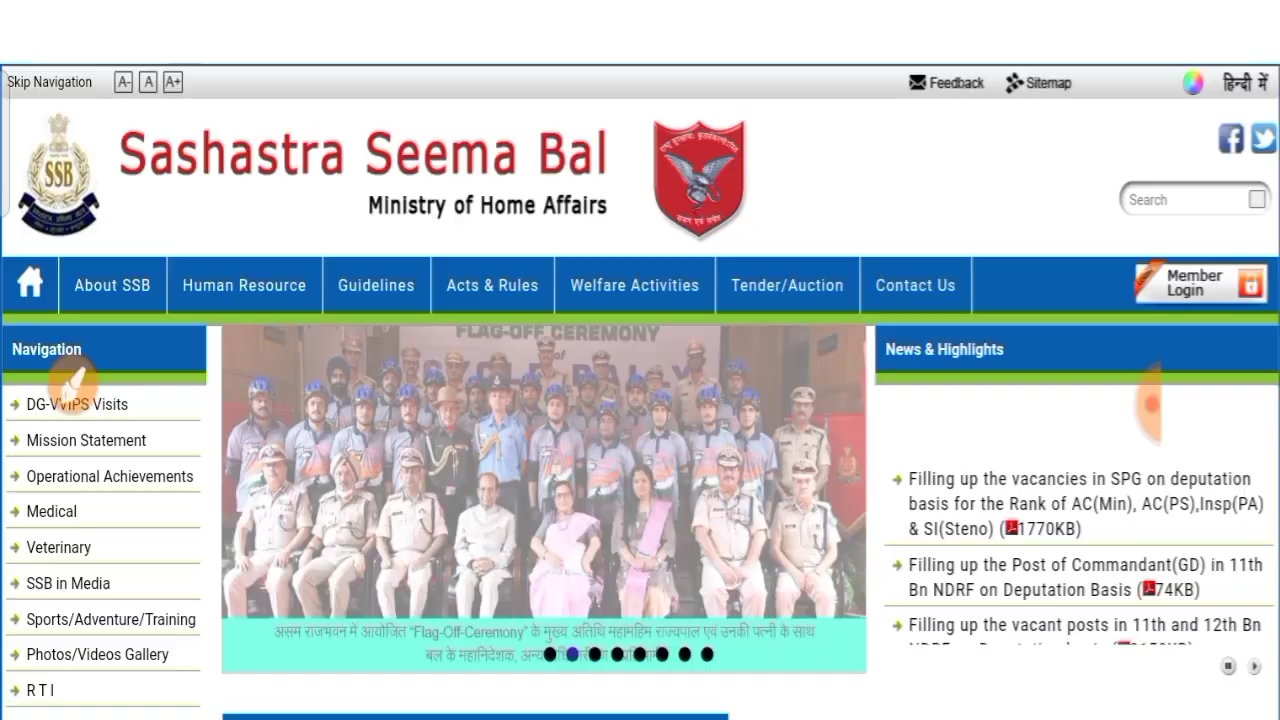 Skip Navigation A- A A+ Feedback Sitemap हिन्दी में
SSB
Sashastra Seema Bal
Ministry of Home Affairs
Search
About SSB Human Resource Guidelines Acts & Rules Welfare Activities Tender/Auction Contact Us
Member
Login
Navigation
DG-VVIPS Visits
Mission Statement
Operational Achievements
Medical
Veterinary
SSB in Media
Sports/Adventure/Training
Photos/Videos Gallery
R T I
FLAG-OFF CEREMONY
of
असम राजभवन में आयोजित “Flag-Off-Ceremony” के मुख्य अतिथि महामहिम राज्यपाल एवं उनकी पत्नी के साथ
बल के महानिदेशक,
News & Highlights
Filling up the vacancies in SPG on deputation
basis for the Rank of AC(Min), AC(PS),Insp(PA)
& SI(Steno) (1770KB)
Filling up the Post of Commandant(GD) in 11th
Bn NDRF on Deputation Basis (74KB)
Filling up the vacant posts in 11th and 12th Bn